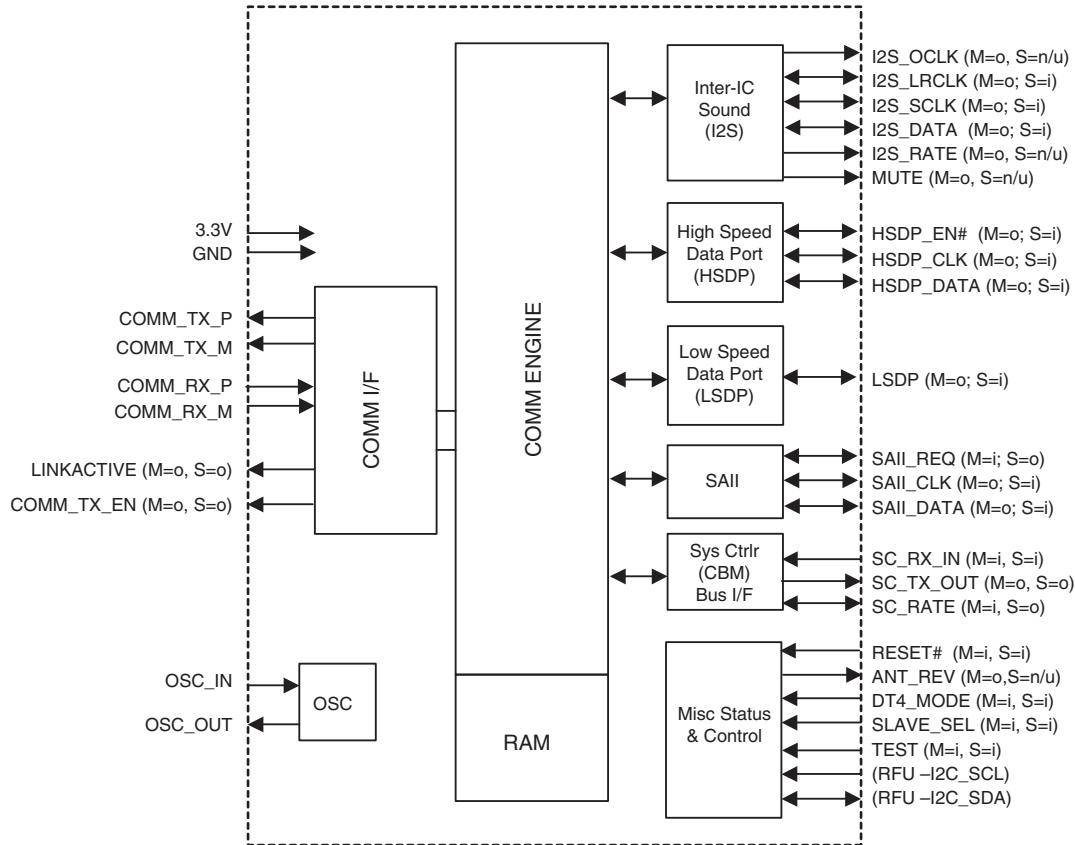 3.3V
GND
COMM_TX_P
COMM_TX_M
COMM_RX_P
COMM_RX_M
LINKACTIVE (M=o, S=o)
COMM_TX_EN (M=o, S=o)
OSC_IN
OSC_OUT
COMM I/F
OSC
COMM ENGINE
RAM
Inter-IC
Sound
(I2S)
I2S_OCLK (M=o, S=n/u)
I2S_LRCLK (M=o; S=i)
I2S_SCLK (M=o; S=i)
I2S_DATA (M=o; S=i)
I2S_RATE (M=o, S=n/u)
MUTE (M=o, S=n/u)
High Speed
Data Port
(HSDP)
HSDP_EN# (M=o; S=i)
HSDP_CLK (M=o; S=i)
HSDP_DATA (M=o; S=i)
Low Speed
Data Port
(LSDP)
LSDP (M=o; S=i)
SAII
SAII_REQ (M=i; S=o)
SAII_CLK (M=o; S=i)
SAII_DATA (M=o; S=i)
Sys Ctrlr
(CBM)
Bus I/F
SC_RX_IN (M=i, S=i)
SC_TX_OUT (M=o, S=o)
SC_RATE (M=i, S=o)
Misc Status
& Control
RESET# (M=i, S=i)
ANT_REV (M=o,S=n/u)
DT4_MODE (M=i, S=i)
SLAVE_SEL (M=i, S=i)
TEST (M=i, S=i)
(RFU –I2C_SCL)
(RFU –I2C_SDA)